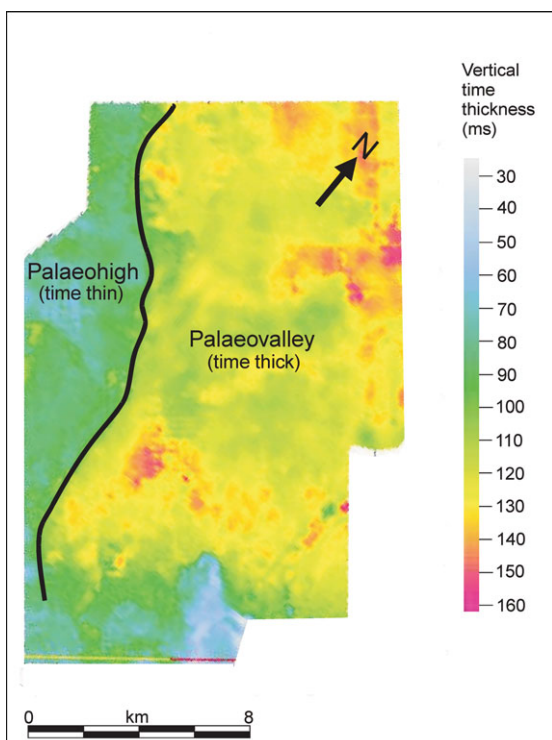 Vertical
time
thickness
(ms)
N
30
40
50
60
70
80
90
100
110
120
130
140
150
160
Palaeohigh
(time thin)
Palaeovalley
(time thick)
0 km 8